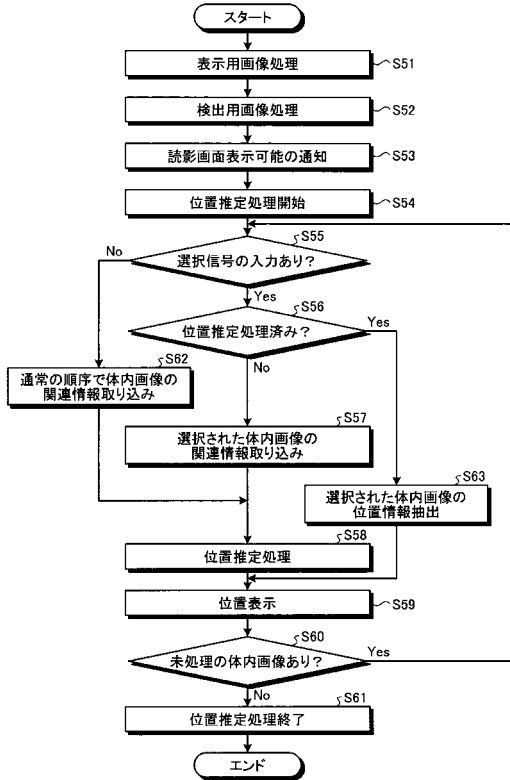 スタート
表示用画像処理
S51
検出用画像処理
S52
読影画面表示可能の通知
S53
位置推定処理開始
S54
S55
選択信号の入力あり?
No
Yes
S56
位置推定処理済み?
Yes
No
S62
通常の順序で体内画像の
関連情報取り込み
S57
選択された体内画像の
関連情報取り込み
S63
選択された体内画像の
位置情報抽出
S58
位置推定処理
位置表示
S59
S60
未処理の体内画像あり?
Yes
No
S61
位置推定処理終了
エンド